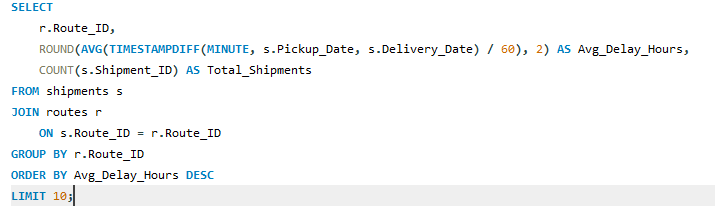 SELECT
    r.Route_ID,
    ROUND(AVG(TIMESTAMPDIFF(MINUTE, s.Pickup_Date, s.Delivery_Date) / 60), 2) AS Avg_Delay_Hours,
    COUNT(s.Shipment_ID) AS Total_Shipments
FROM shipments s
JOIN routes r
    ON s.Route_ID = r.Route_ID
GROUP BY r.Route_ID
ORDER BY Avg_Delay_Hours DESC
LIMIT 10;